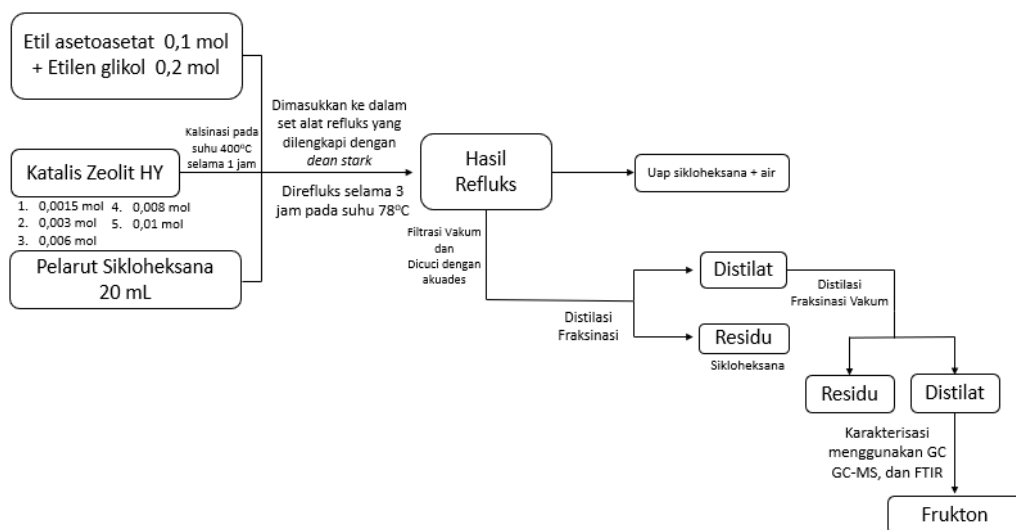 Etil asetoasetat 0,1 mol
+ Etilen glikol 0,2 mol
Kalsinasi pada
suhu 400°C
selama 1 jam
Dimasukkan ke dalam
set alat refluks yang
dilengkapi dengan
dean stark
Katalis Zeolit HY
1. 0,0015 mol 4. 0,008 mol
2. 0,003 mol 5. 0,01 mol
3. 0,006 mol
Direfluks selama 3
jam pada suhu 78°C
Pelarut Sikloheksana
20 mL
Hasil
Refluks
Uap sikloheksana + air
Filtrasi Vakum
dan
Dicuci dengan
akuades
Distilasi
Fraksinasi
Distilat
Residu
Sikloheksana
Distilasi
Fraksinasi Vakum
Residu
Distilat
Karakterisasi
menggunakan GC
GC-MS, dan FTIR
Frukton